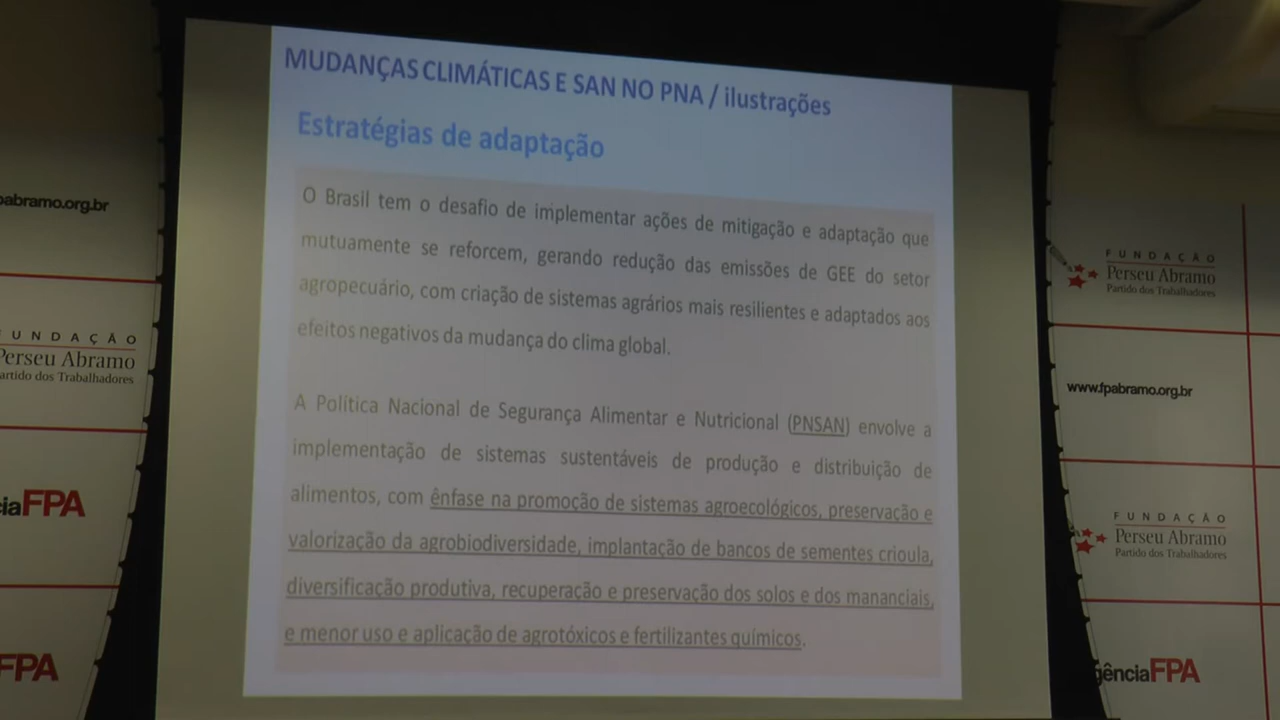 MUDANÇAS CLIMÁTICAS E SAN NO PNA / ilustrações
Estratégias de adaptação
O Brasil tem o desafio de implementar ações de mitigação e adaptação que
mutuamente se reforcem, gerando redução das emissões de GEE do setor
agropecuário, com criação de sistemas agrários mais resilientes e adaptados aos
efeitos negativos da mudança do clima global.
A Política Nacional de Segurança Alimentar e Nutricional (PNSAN) envolve a
implementação de sistemas sustentáveis de produção e distribuição de
alimentos, com ênfase na promoção de sistemas agroecológicos, preservação e
valorização da agrobiodiversidade, implantação de bancos de sementes crioula,
diversificação produtiva, recuperação e preservação dos solos e dos mananciais,
e menor uso e aplicação de agrotóxicos e fertilizantes químicos.
pabramo.org.br
UNDAÇÃO
Perseu Abramo
artido dos Trabalhadores
iaFPA
FPA
FUNDAÇÃO
Perseu Abramo
Partido dos Trabalhadores
www.fpabramo.org.br
FUNDAÇÃO
Perseu Abramo
Partido dos Trabalhadores
gênciaFPA